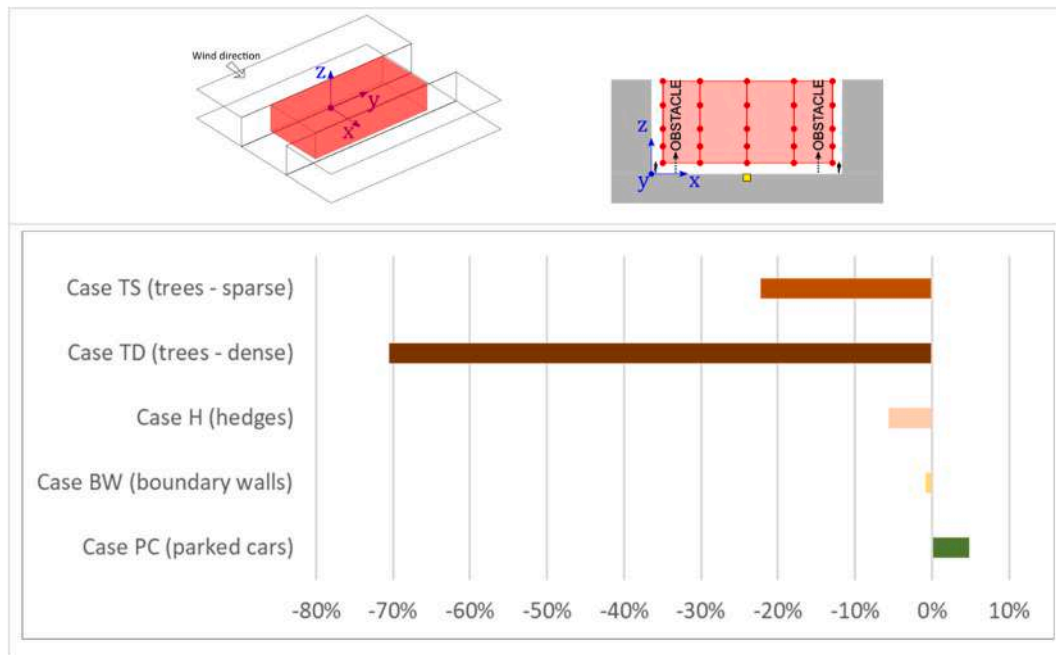 Wind direction
z
y
x
OBSTACLE
OBSTACLE
z
y
x
Case TS (trees - sparse)
Case TD (trees - dense)
Case H (hedges)
Case BW (boundary walls)
Case PC (parked cars)
-80% -70% -60% -50% -40% -30% -20% -10% 0% 10%